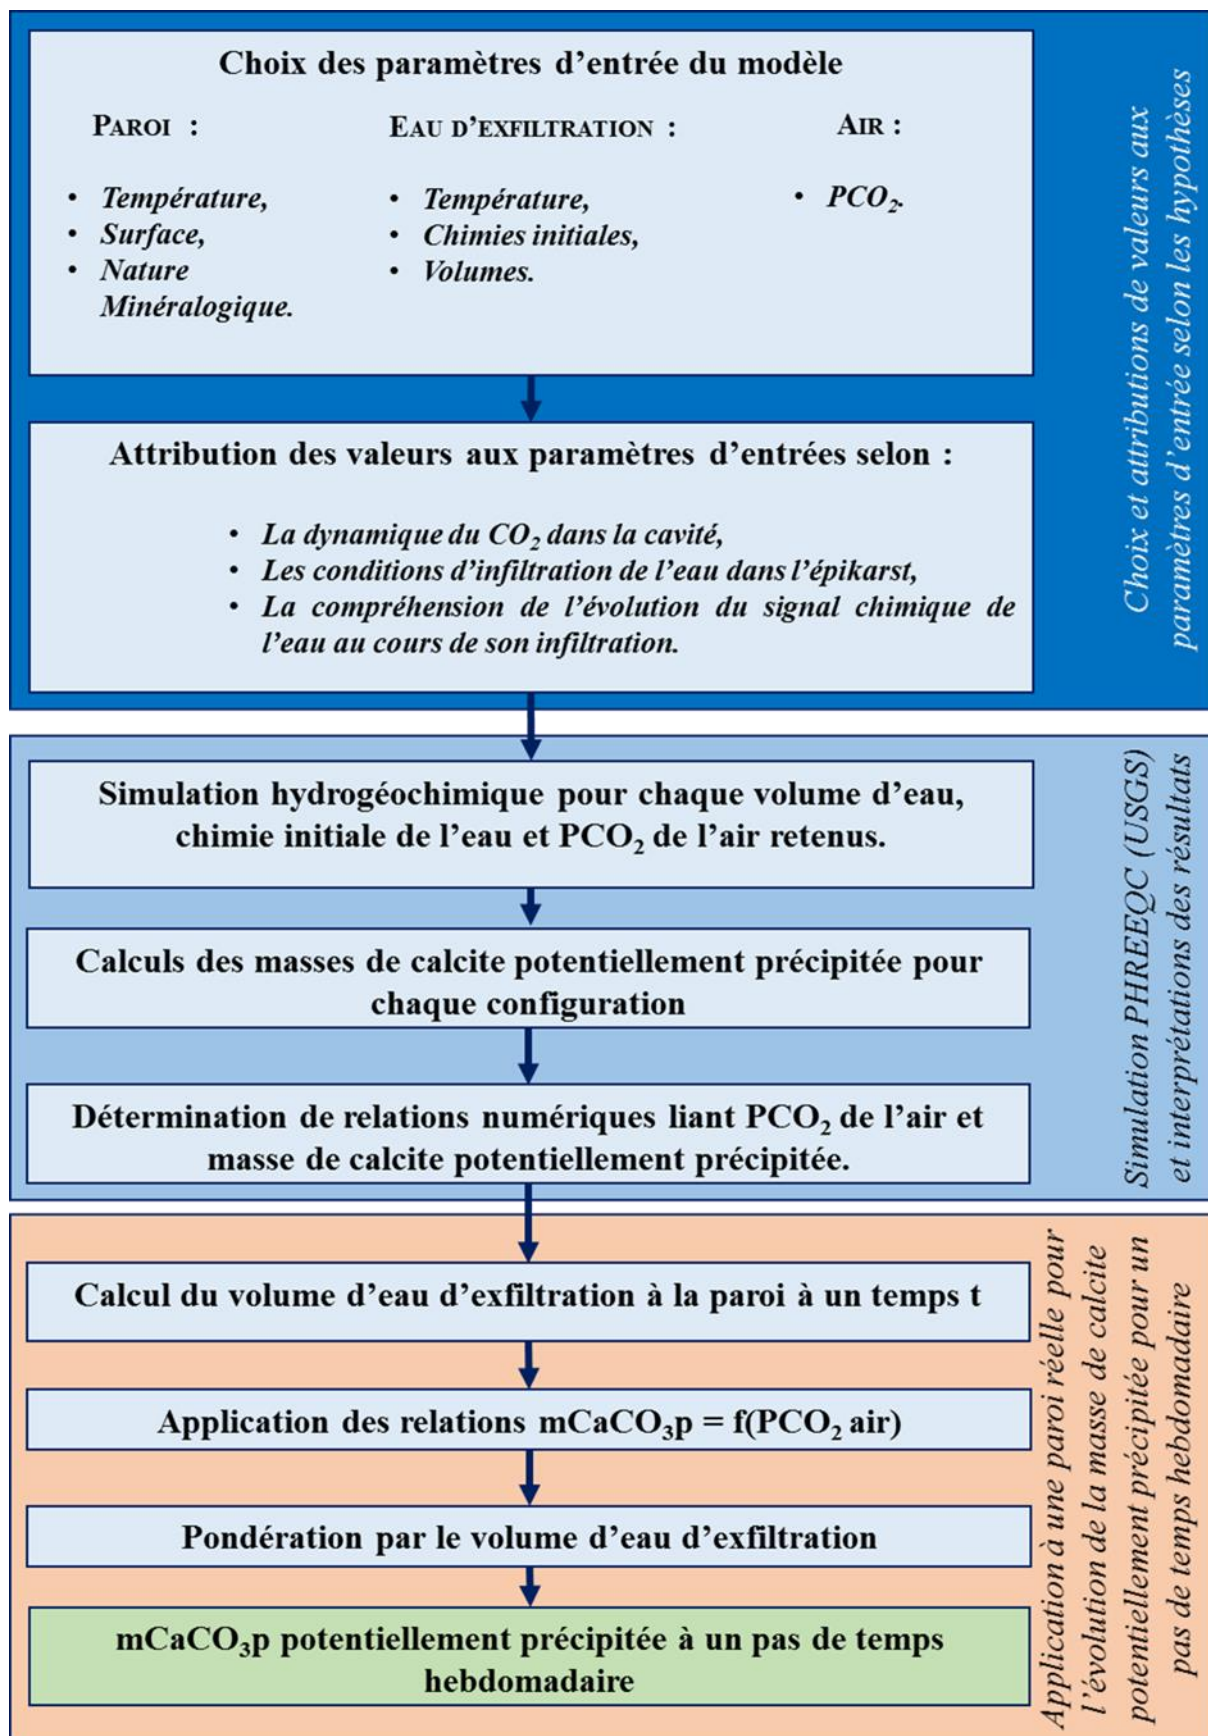 Choix des paramètres d’entrée du modèle
PAROI :
• Température,
• Surface,
• Nature
Minéralogique.
EAU D’EXFILTRATION :
• Température,
• Chimies initiales,
• Volumes.
AIR :
• PCO₂.
Attribution des valeurs aux paramètres d’entrées selon :
• La dynamique du CO₂ dans la cavité,
• Les conditions d’infiltration de l’eau dans l’épikarst,
• La compréhension de l’évolution du signal chimique de
l’eau au cours de son infiltration.
Choix et attributions de valeurs aux
paramètres d’entrée selon les hypothèses
Simulation hydrogéochimique pour chaque volume d’eau,
chimie initiale de l’eau et PCO₂ de l’air retenus.
Calculs des masses de calcite potentiellement précipitée pour
chaque configuration
Détermination de relations numériques liant PCO₂ de l’air et
masse de calcite potentiellement précipitée.
Simulation PHREEQC (USGS)
et interprétations des résultats
Calcul du volume d’eau d’exfiltration à la paroi à un temps t
Application des relations mCaCO₃p = f(PCO₂ air)
Pondération par le volume d’eau d’exfiltration
mCaCO₃p potentiellement précipitée à un pas de temps
hebdomadaire
Application à une paroi réelle pour
l’évolution de la masse de calcite
potentiellement précipitée pour un
pas de temps hebdomadaire